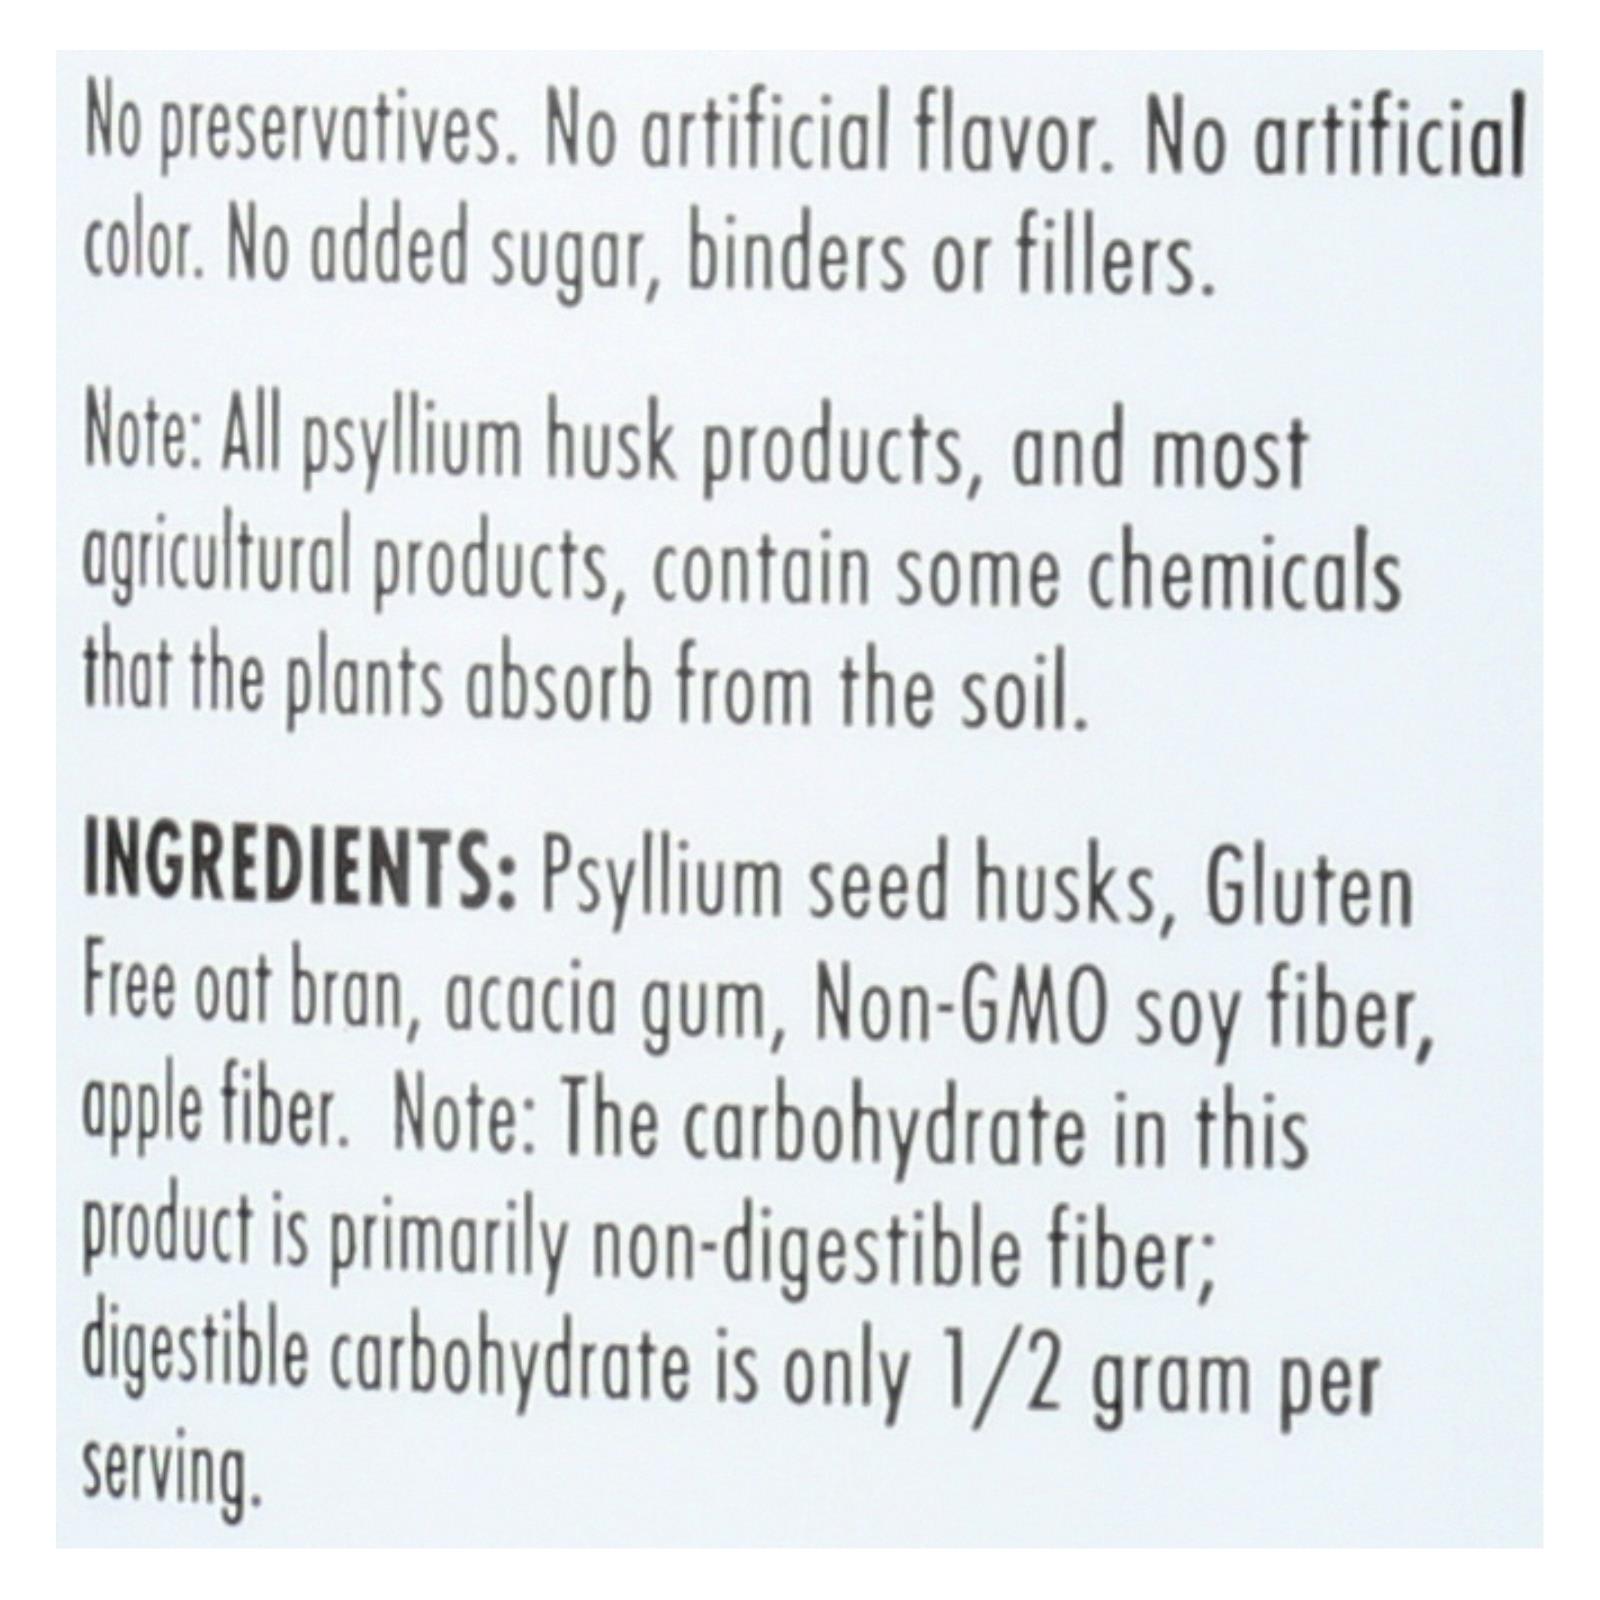 No preservatives. No artificial flavor. No artificial
color. No added sugar, binders or fillers.
Note: All psyllium husk products, and most
agricultural products, contain some chemicals
that the plants absorb from the soil.
INGREDIENTS: Psyllium seed husks, Gluten
Free oat bran, acacia gum, Non-GMO soy fiber,
apple fiber. Note: The carbohydrate in this
product is primarily non-digestible fiber;
digestible carbohydrate is only 1/2 gram per
serving.